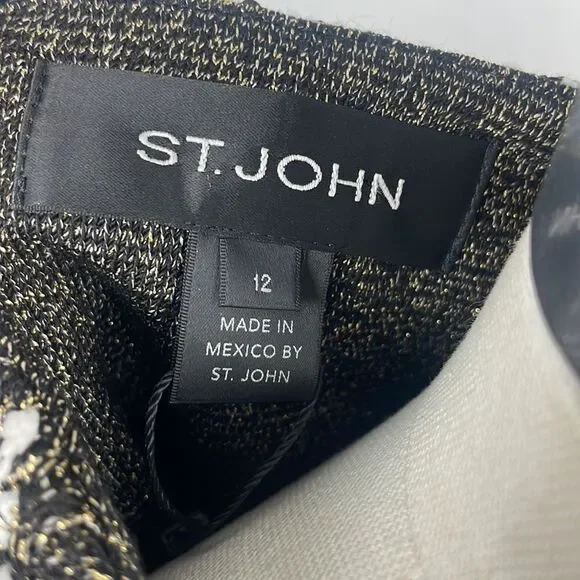 ST. JOHN
12
MADE IN
MEXICO BY
ST. JOHN